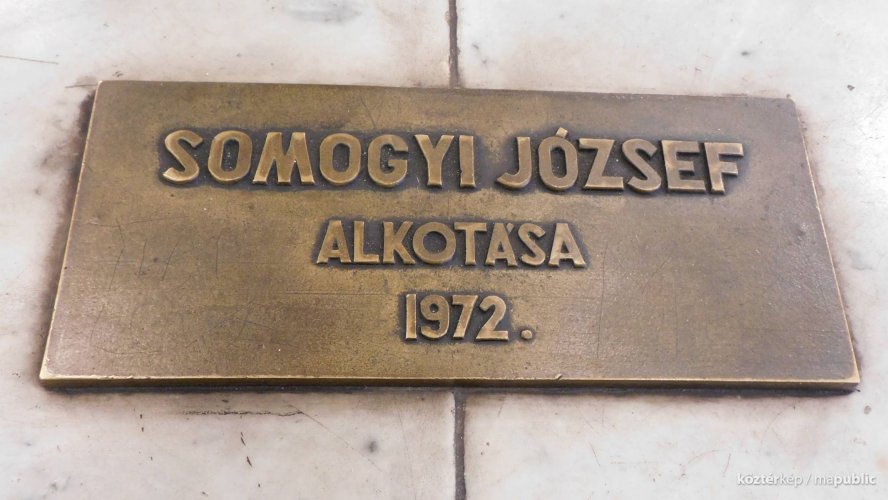 SOMOGYI JÓZSEF
ALKOTÁSA
1972.
köztérkép / mapublic